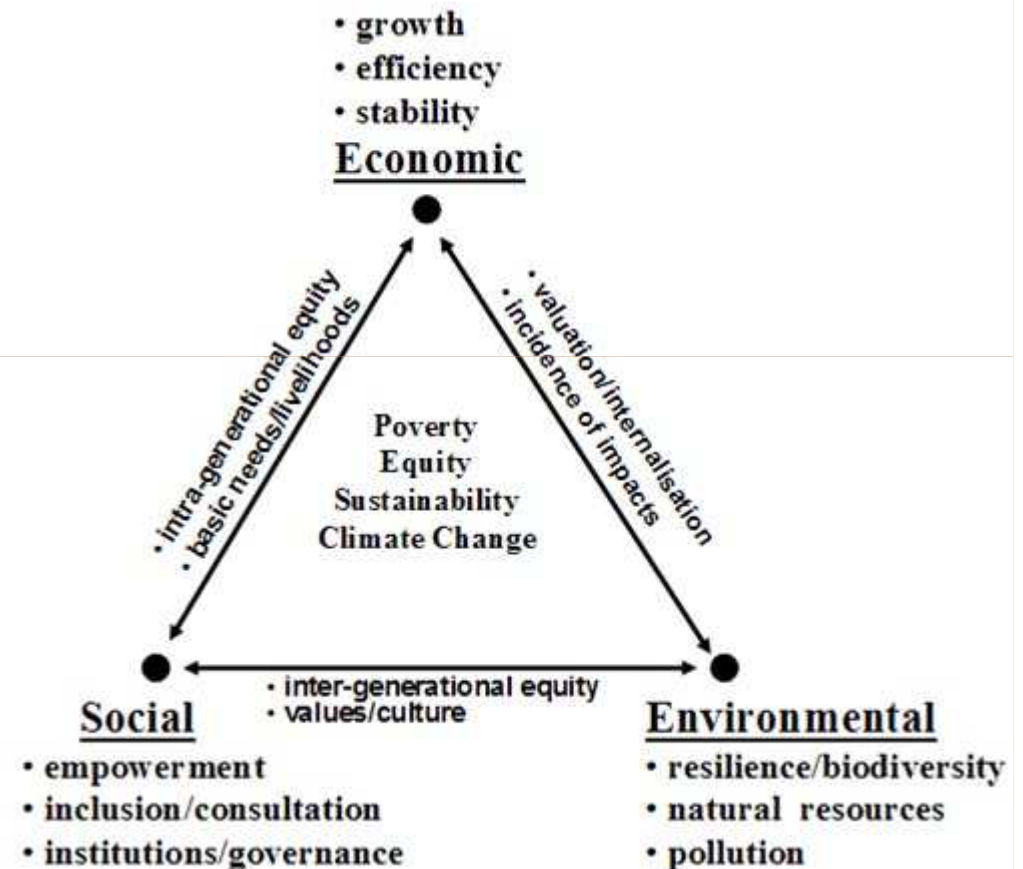 • growth
• efficiency
• stability
Economic
• intra-generational equity
• basic needs/livelihoods
• valuation/internalisation
• incidence of impacts
Poverty
Equity
Sustainability
Climate Change
• inter-generational equity
• values/culture
Social
• empowerment
• inclusion/consultation
• institutions/governance
Environmental
• resilience/biodiversity
• natural resources
• pollution